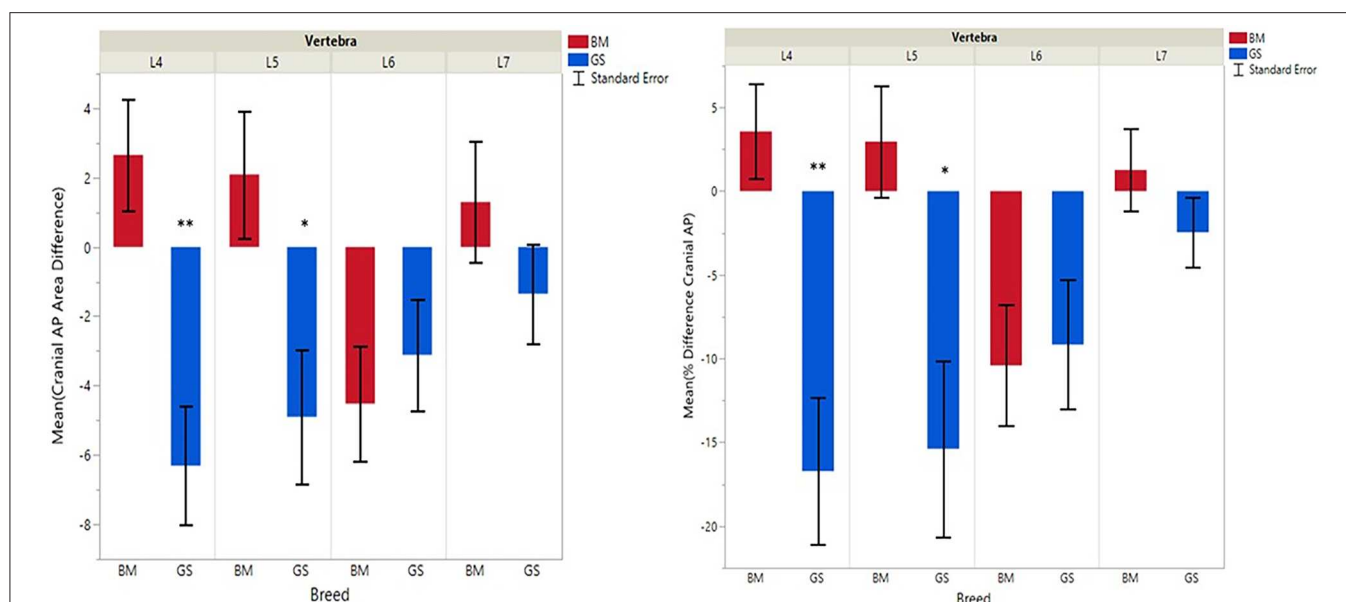 Vertebra
L4 L5 L6 L7
BM
GS
Standard Error
Mean(Cranial AP Area Difference)
4
2
0
-2
-4
-6
-8
BM GS BM GS BM GS BM GS
Breed
** *
Vertebra
L4 L5 L6 L7
BM
GS
Standard Error
Mean(% Difference Cranial AP)
5
0
-5
-10
-15
-20
BM GS BM GS BM GS BM GS
Breed
** *